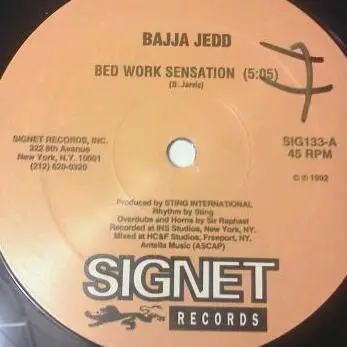 BAJJA JEDD
BED WORK SENSATION (5:05)
(B. Jarvis)
SIGNET RECORDS, INC.
322 8th Avenue
New York, N.Y. 10001
(212) 620-0320
SIG133-A
45 RPM
© ℗ 1992
Produced by STING INTERNATIONAL
Rhythm by Sting
Overdubs and Horns by Sir Raphael
Recorded at INS Studios, New York, NY.
Mixed at HC&F Studios, Freeport, NY.
Antella Music (ASCAP)
SIGNET
RECORDS